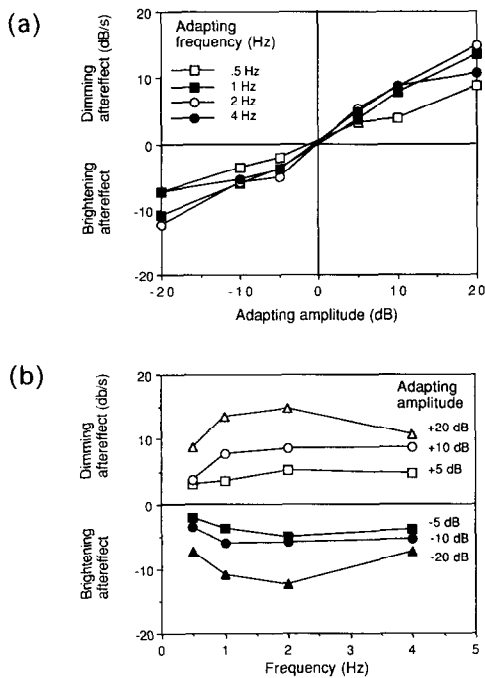 (a)
Adapting
frequency (Hz)
.5 Hz
1 Hz
2 Hz
4 Hz
Dimming
aftereffect (dB/s)
Brightening
aftereffect
20
10
0
-10
-20
-20 -10 0 10 20
Adapting amplitude (dB)
(b)
Adapting
amplitude
+20 dB
+10 dB
+5 dB
-5 dB
-10 dB
-20 dB
Dimming
aftereffect (db/s)
Brightening
aftereffect
20
10
0
-10
-20
0 1 2 3 4 5
Frequency (Hz)